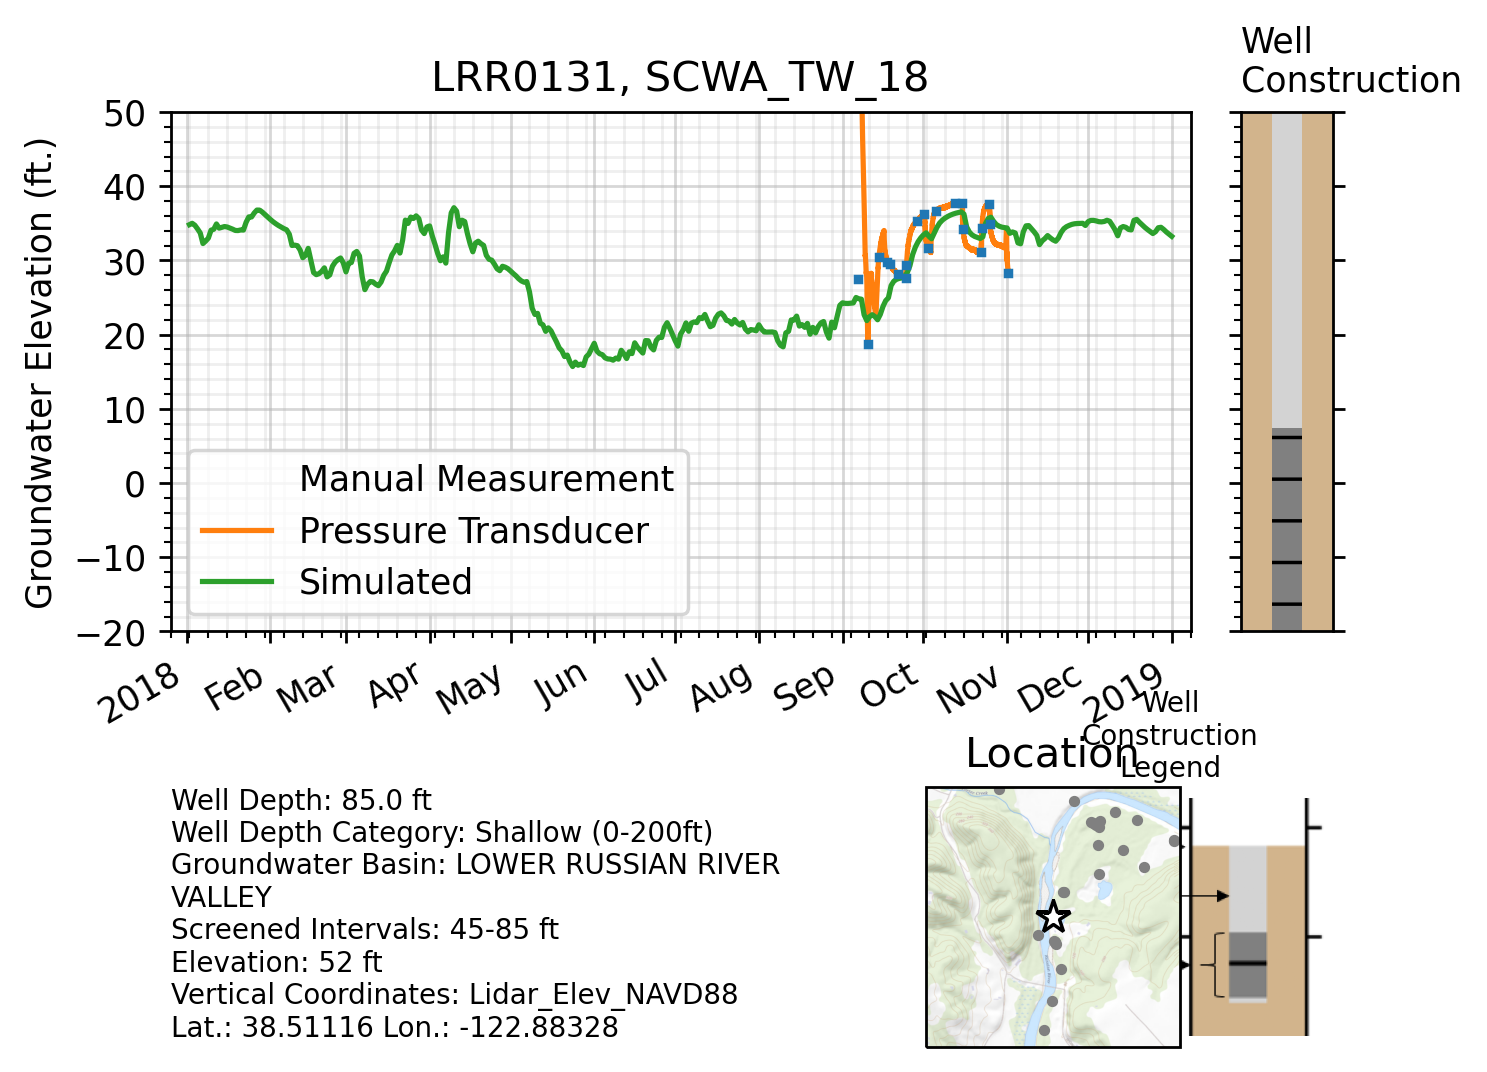 Well
Construction
LRR0131, SCWA_TW_18
Groundwater Elevation (ft.)
50
40
30
20
10
0
−10
−20
Manual Measurement
Pressure Transducer
Simulated
2018
Feb
Mar
Apr
May
Jun
Jul
Aug
Sep
Oct
Nov
Dec
2019
Well
Construction
Legend
Location
Well Depth: 85.0 ft
Well Depth Category: Shallow (0-200ft)
Groundwater Basin: LOWER RUSSIAN RIVER
VALLEY
Screened Intervals: 45-85 ft
Elevation: 52 ft
Vertical Coordinates: Lidar_Elev_NAVD88
Lat.: 38.51116 Lon.: -122.88328